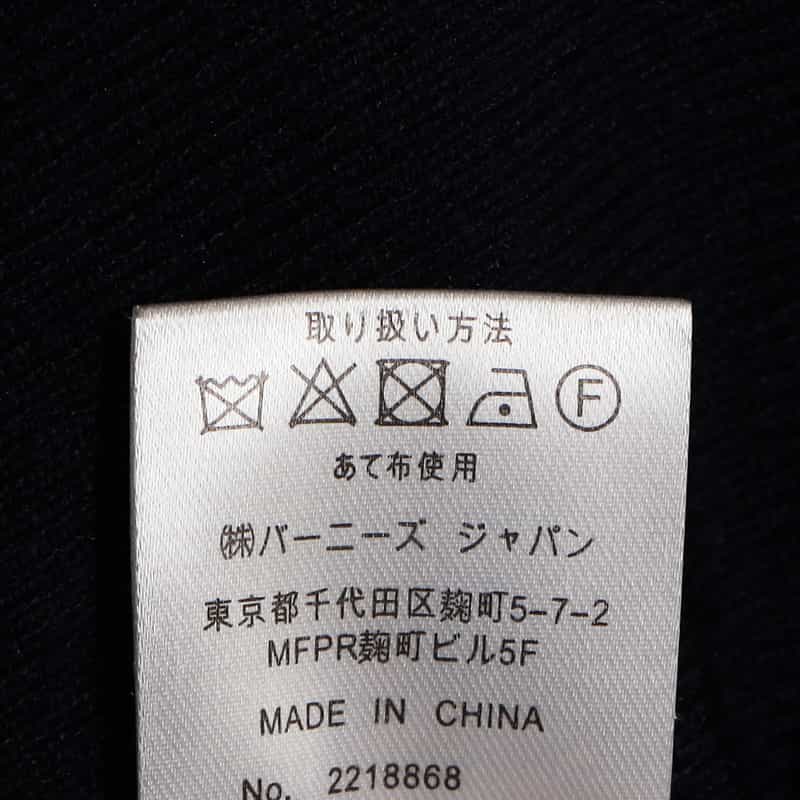 取り扱い方法
F
あて布使用
㈱バーニーズ ジャパン
東京都千代田区麹町5-7-2
MFPR麹町ビル5F
MADE IN CHINA
No. 2218868